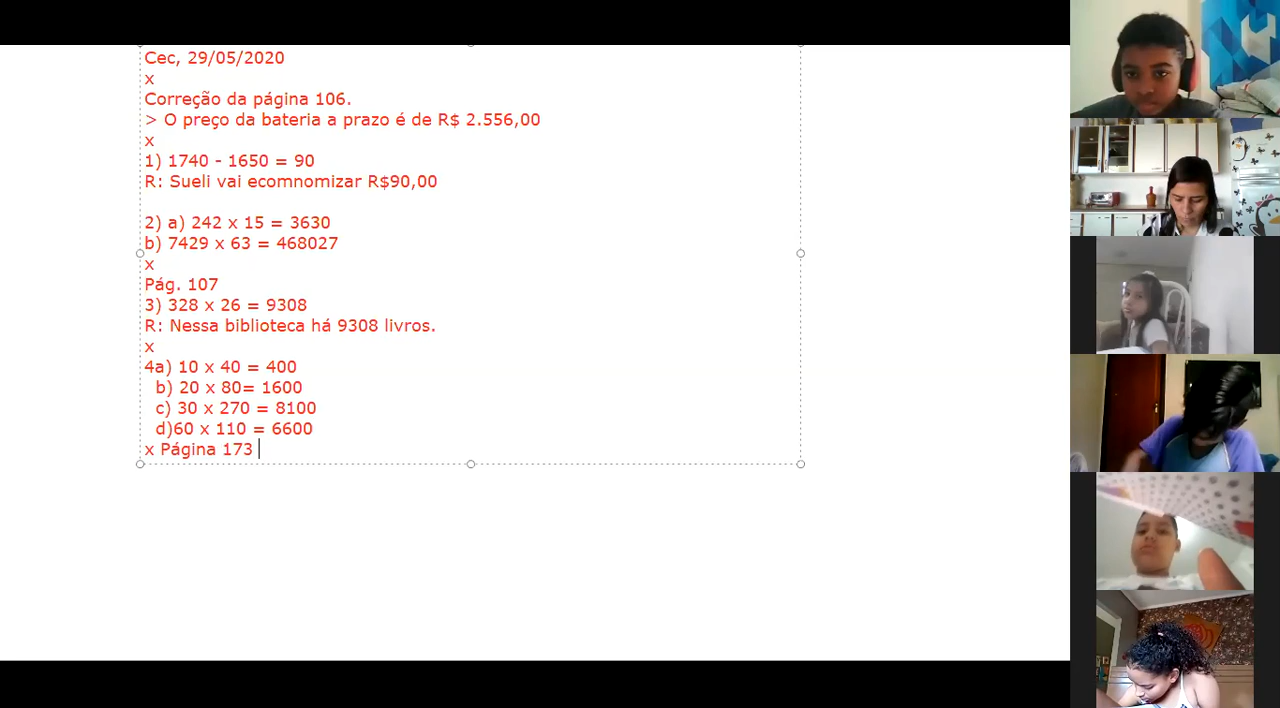 Cec, 29/05/2020
x
Correção da página 106.
> O preço da bateria a prazo é de R$ 2.556,00
x
1) 1740 - 1650 = 90
R: Sueli vai ecomnomizar R$90,00
2) a) 242 x 15 = 3630
b) 7429 x 63 = 468027
x
Pág. 107
3) 328 x 26 = 9308
R: Nessa biblioteca há 9308 livros.
x
4a) 10 x 40 = 400
b) 20 x 80= 1600
c) 30 x 270 = 8100
d)60 x 110 = 6600
x Página 173